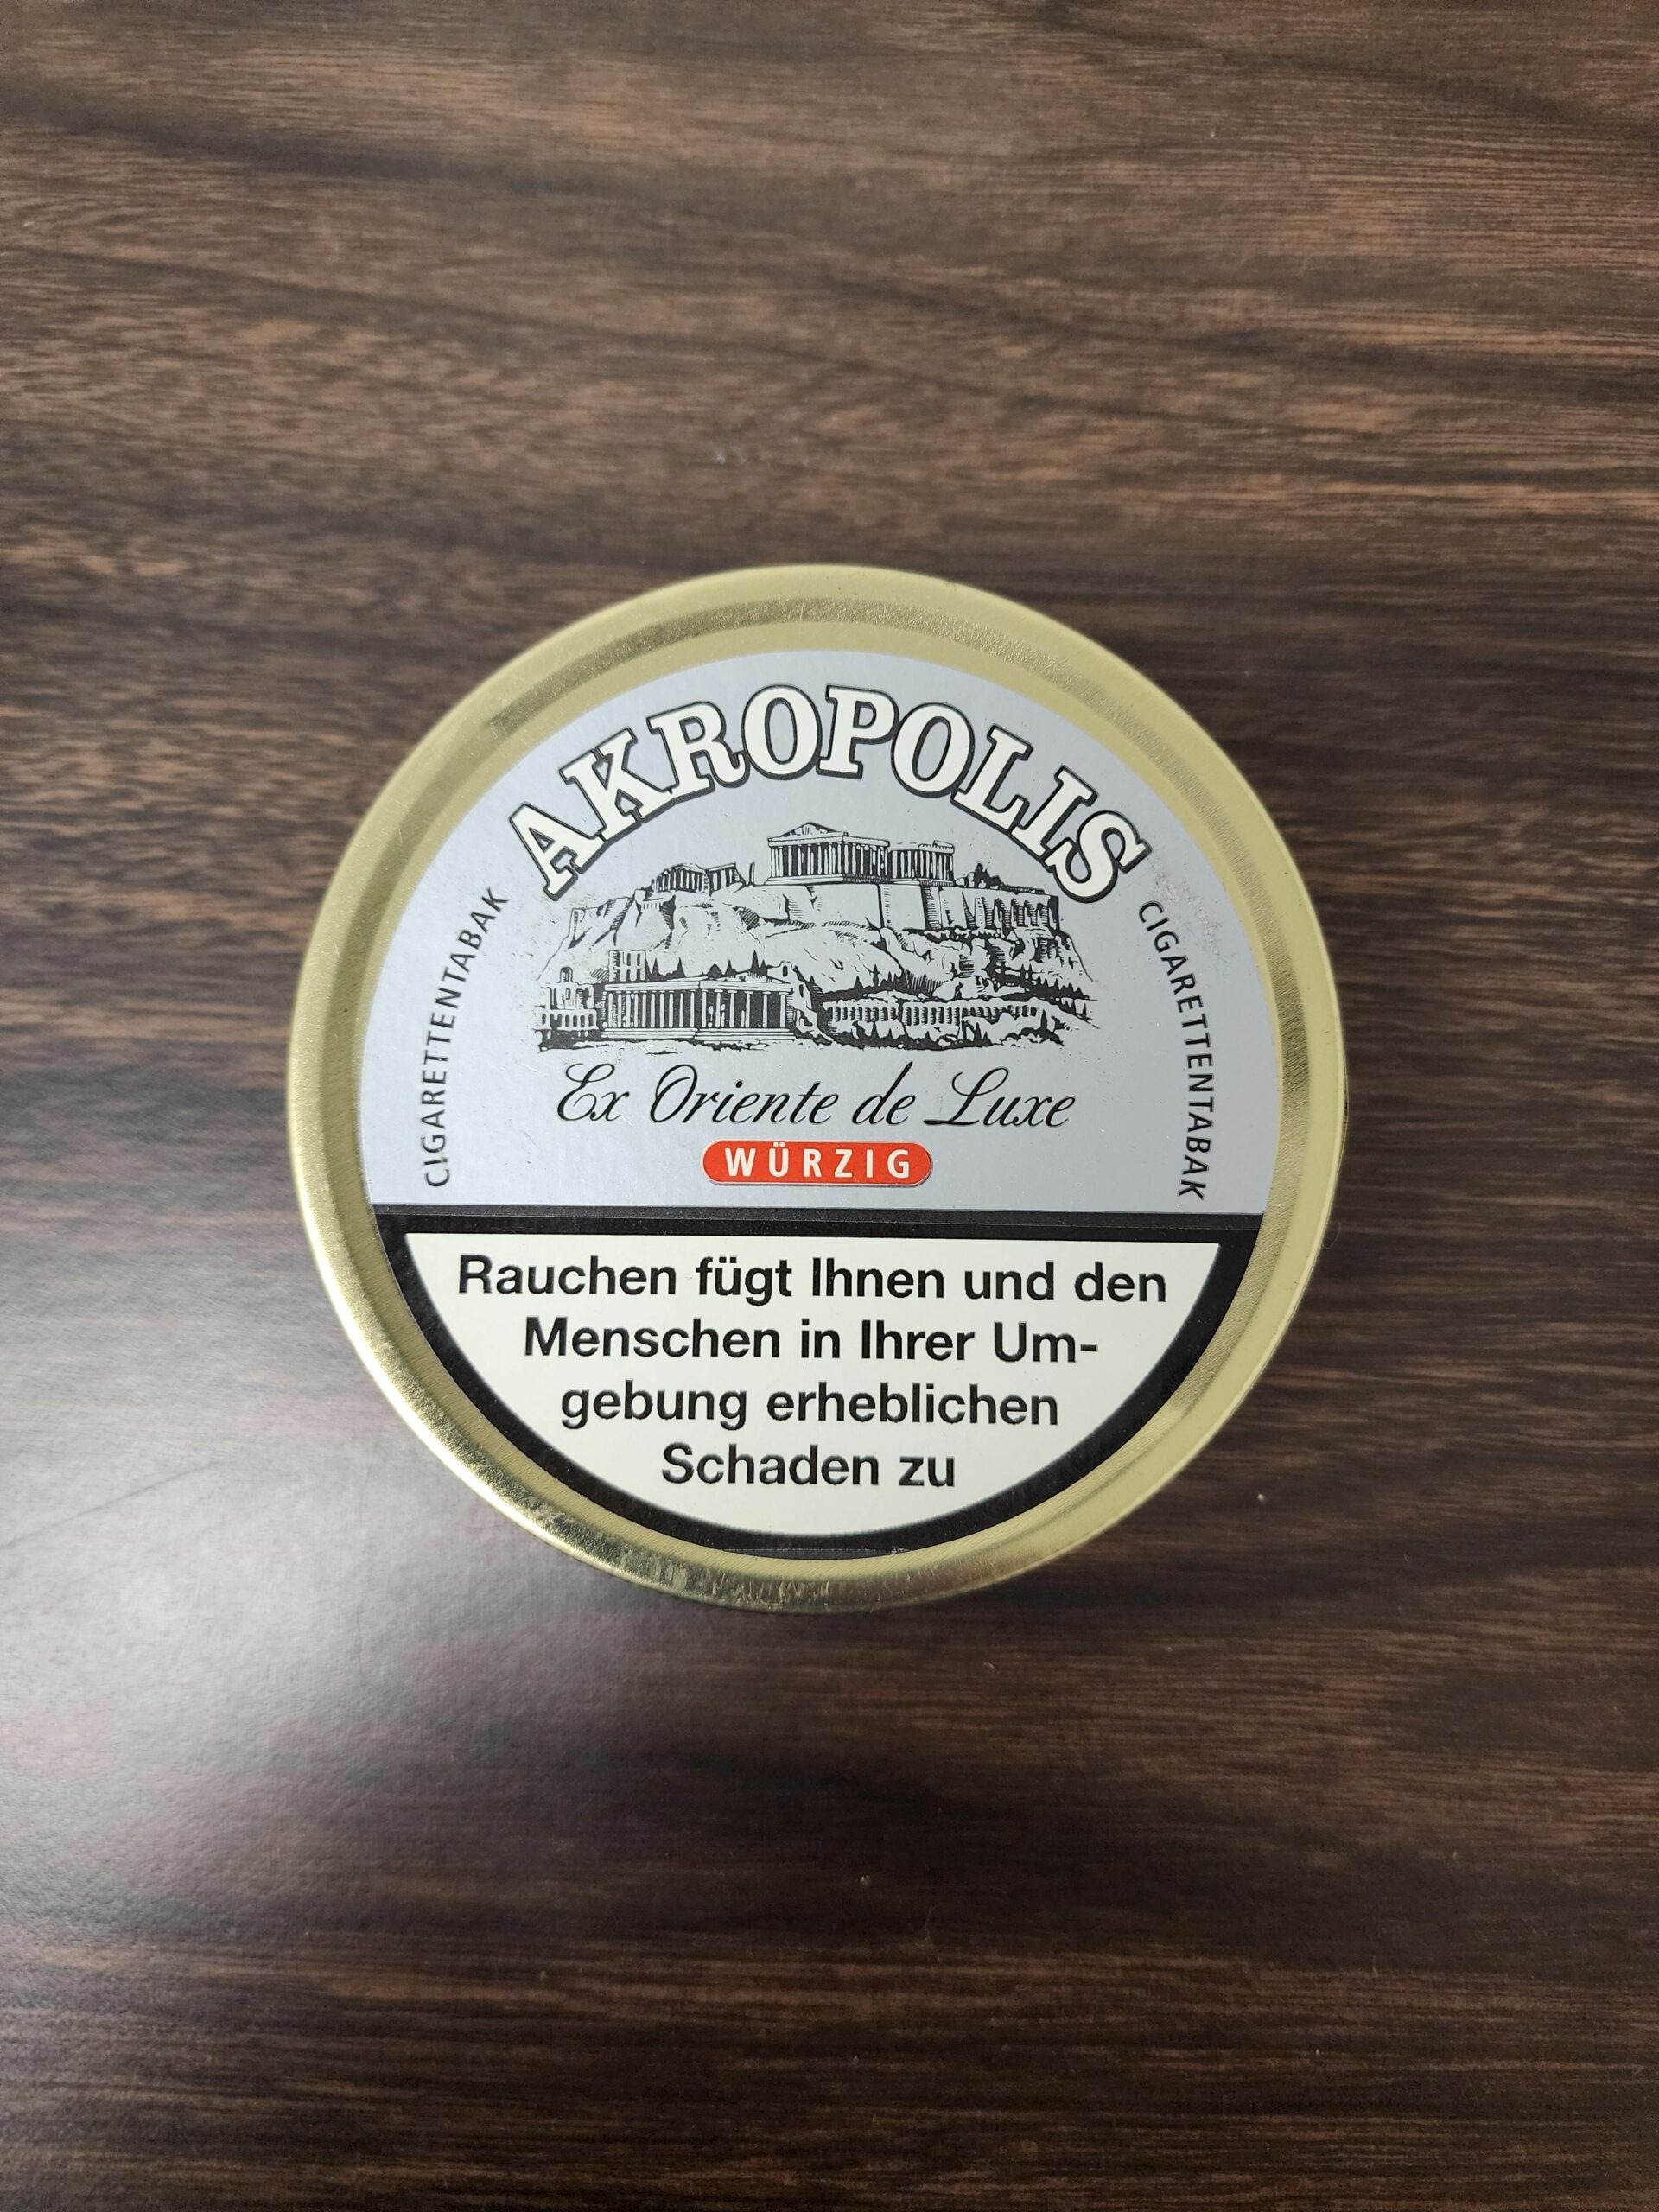 AKROPOLIS
CIGARETTENTABAK
CIGARETTENTABAK
Ex Oriente de Luxe
WÜRZIG
Rauchen fügt Ihnen und den
Menschen in Ihrer Um-
gebung erheblichen
Schaden zu